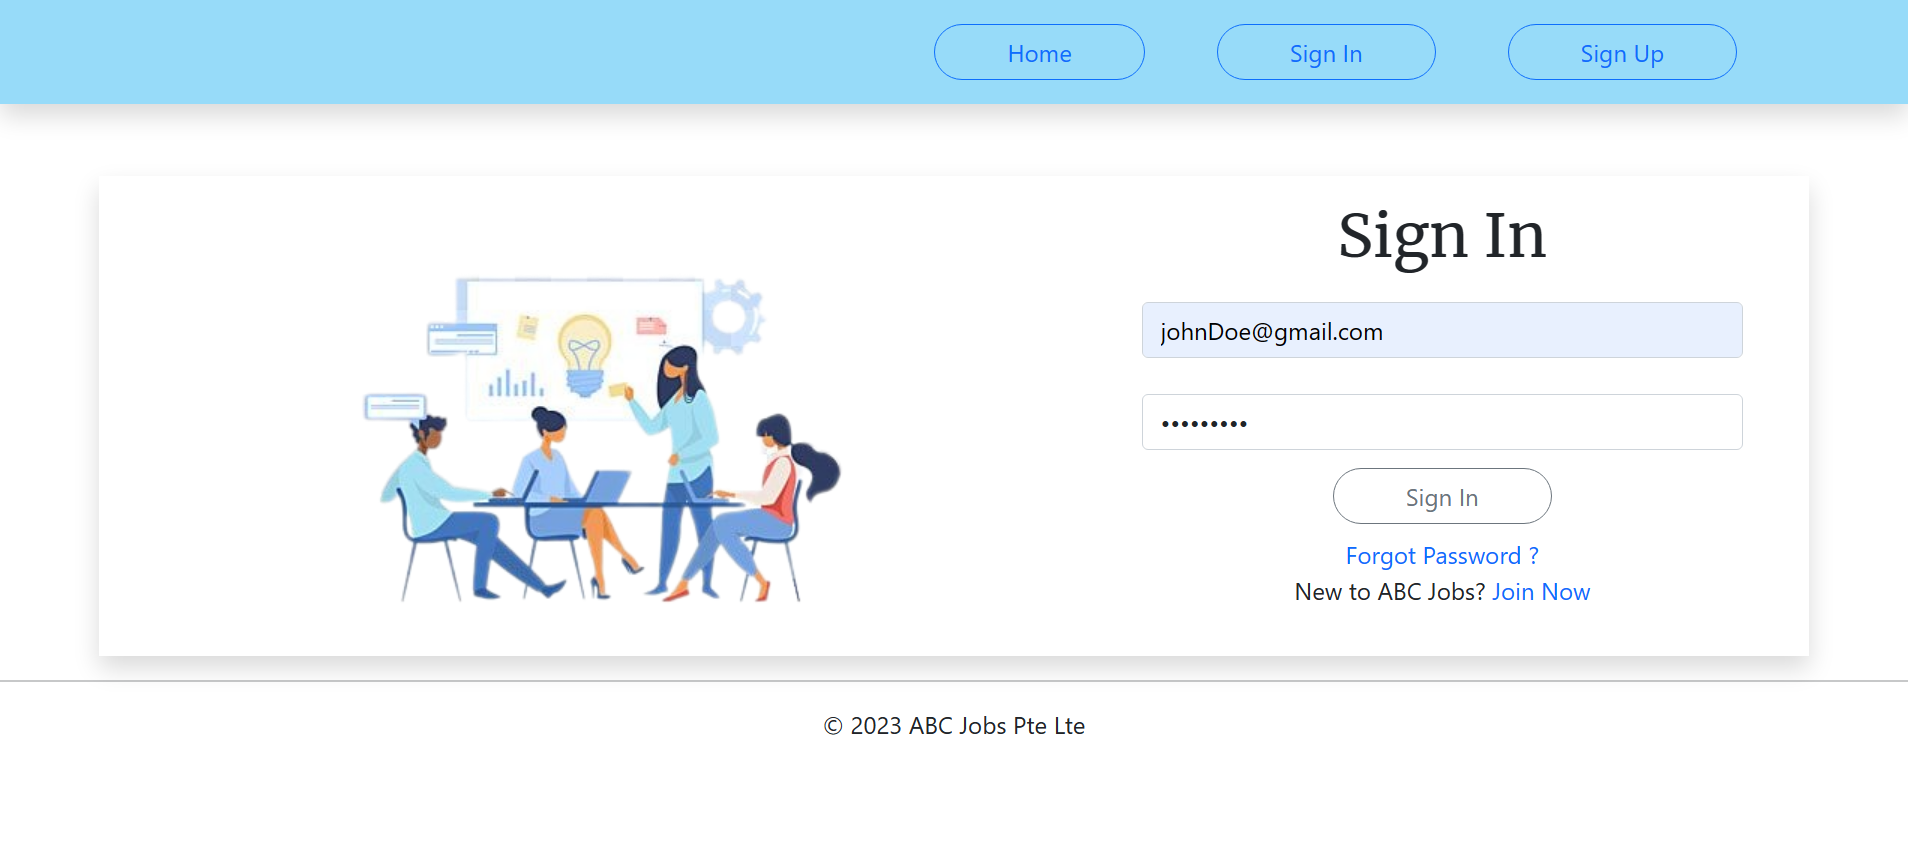 Home Sign In Sign Up
Sign In
johnDoe@gmail.com
•••••••••
Sign In
Forgot Password ?
New to ABC Jobs? Join Now
© 2023 ABC Jobs Pte Lte